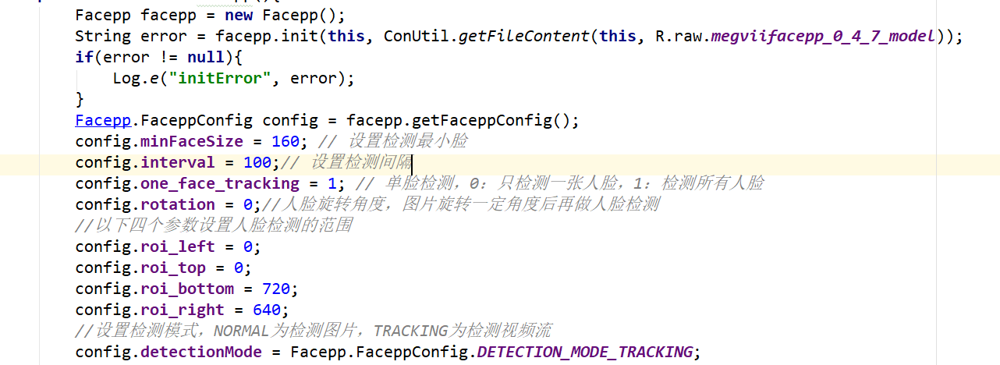 Facepp facepp = new Facepp();
String error = facepp.init(this, ConUtil.getFileContent(this, R.raw.megviifacepp_0_4_7_model));
if(error != null){
Log.e("initError", error);
}
Facepp.FaceppConfig config = facepp.getFaceppConfig();
config.minFaceSize = 160; // 设置检测最小脸
config.interval = 100;// 设置检测间隔
config.one_face_tracking = 1; // 单脸检测，0：只检测一张人脸，1：检测所有人脸
config.rotation = 0;//人脸旋转角度，图片旋转一定角度后再做人脸检测
//以下四个参数设置人脸检测的范围
config.roi_left = 0;
config.roi_top = 0;
config.roi_bottom = 720;
config.roi_right = 640;
//设置检测模式，NORMAL为检测图片，TRACKING为检测视频流
config.detectionMode = Facepp.FaceppConfig.DETECTION_MODE_TRACKING;